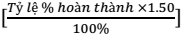 [Tỷ lệ % hoàn thành ×1.50
100%]